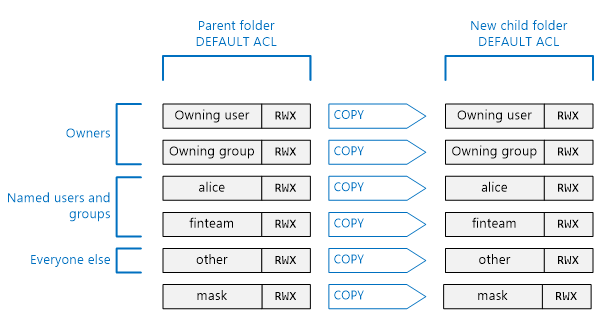 Parent folder
DEFAULT ACL
New child folder
DEFAULT ACL
Owners
Owning user RWX COPY Owning user RWX
Owning group RWX COPY Owning group RWX
Named users and
groups
alice RWX COPY alice RWX
finteam RWX COPY finteam RWX
Everyone else
other RWX COPY other RWX
mask RWX COPY mask RWX